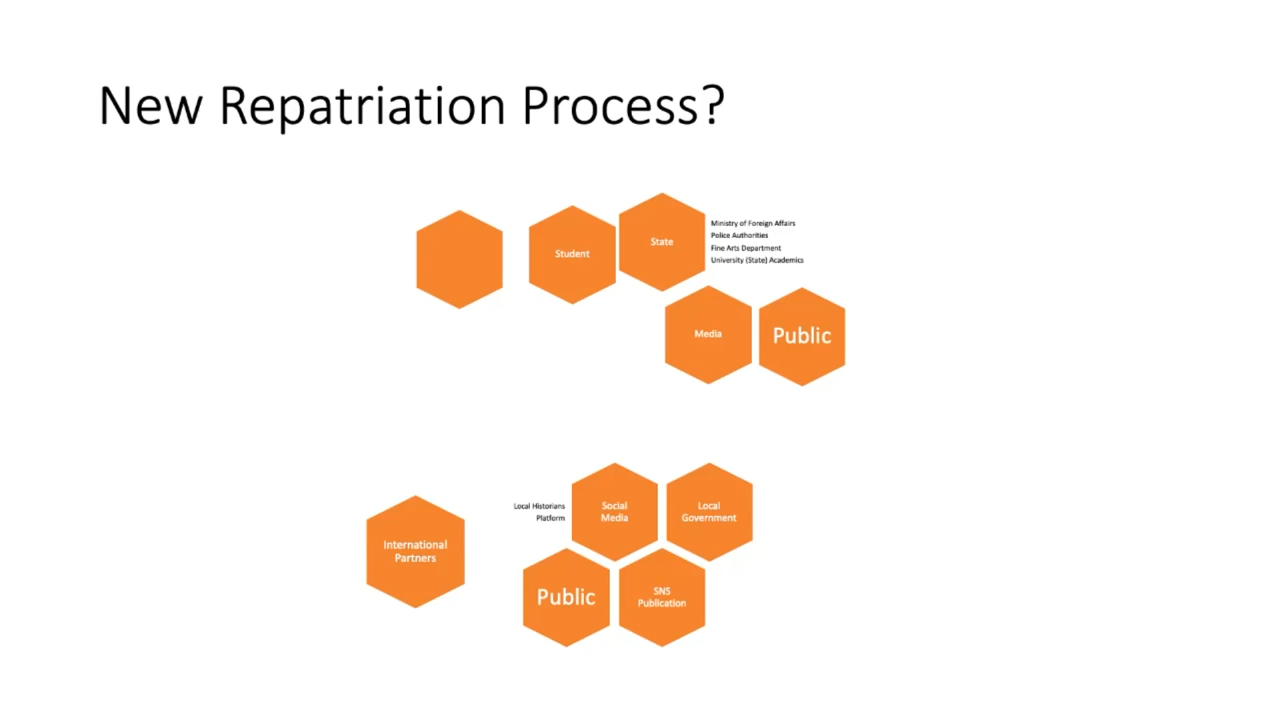 New Repatriation Process?
Student
State
Ministry of Foreign Affairs
Police Authorities
Fine Arts Department
University (State) Academics
Media
Public
International
Partners
Local Historians
Platform
Social
Media
Local
Government
Public
SNS
Publication